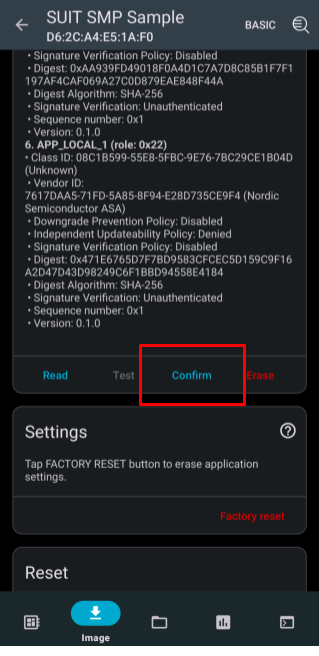 SUIT SMP Sample
D6:2C:A4:E5:1A:F0
BASIC
• Signature Verification Policy: Disabled
• Digest: 0xAA939FD49018F0A4D1C7A7D8C85B1F7F1
197AF4CAF069A27C0D879EAE848F44A
• Digest Algorithm: SHA-256
• Signature Verification: Unauthenticated
• Sequence number: 0x1
• Version: 0.1.0
6. APP_LOCAL_1 (role: 0x22)
• Class ID: 08C1B599-55E8-5FBC-9E76-7BC29CE1B04D
(Unknown)
• Vendor ID:
7617DAA5-71FD-5A85-8F94-E28D735CE9F4 (Nordic
Semiconductor ASA)
• Downgrade Prevention Policy: Disabled
• Independent Updateability Policy: Denied
• Signature Verification Policy: Disabled
• Digest: 0x471E6765D7F7BD9583CFCEC5D159C9F16
A2D47D43D98249C6F1BBD94558E4184
• Digest Algorithm: SHA-256
• Signature Verification: Unauthenticated
• Sequence number: 0x1
• Version: 0.1.0
Read
Test
Confirm
Erase
Settings
Tap FACTORY RESET button to erase application
settings.
Factory reset
Reset
Image